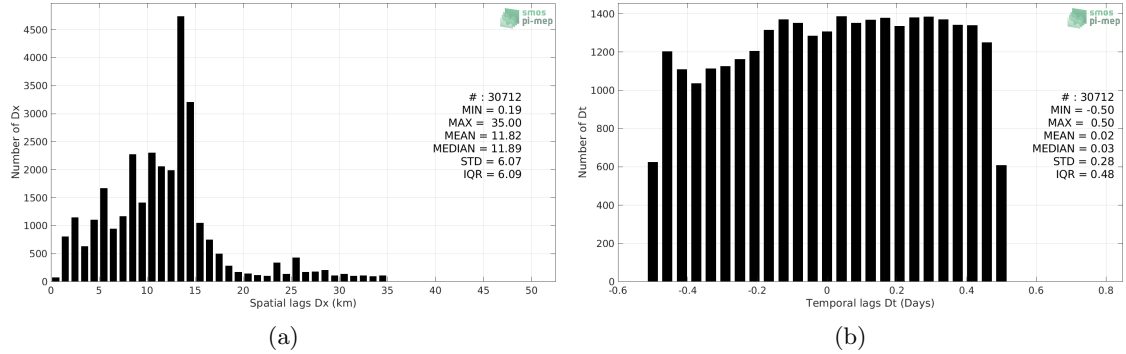 4500
4000
3500
3000
2500
2000
1500
1000
500
0
Number of Dx
0 5 10 15 20 25 30 35 40 45 50
Spatial lags Dx (km)
smos
pi-mep
# : 30712
MIN = 0.19
MAX = 35.00
MEAN = 11.82
MEDIAN = 11.89
STD = 6.07
IQR = 6.09
(a)
1400
1200
1000
800
600
400
200
0
Number of Dt
-0.6 -0.4 -0.2 0 0.2 0.4 0.6 0.8
Temporal lags Dt (Days)
smos
pi-mep
# : 30712
MIN = -0.50
MAX = 0.50
MEAN = 0.02
MEDIAN = 0.03
STD = 0.28
IQR = 0.48
(b)